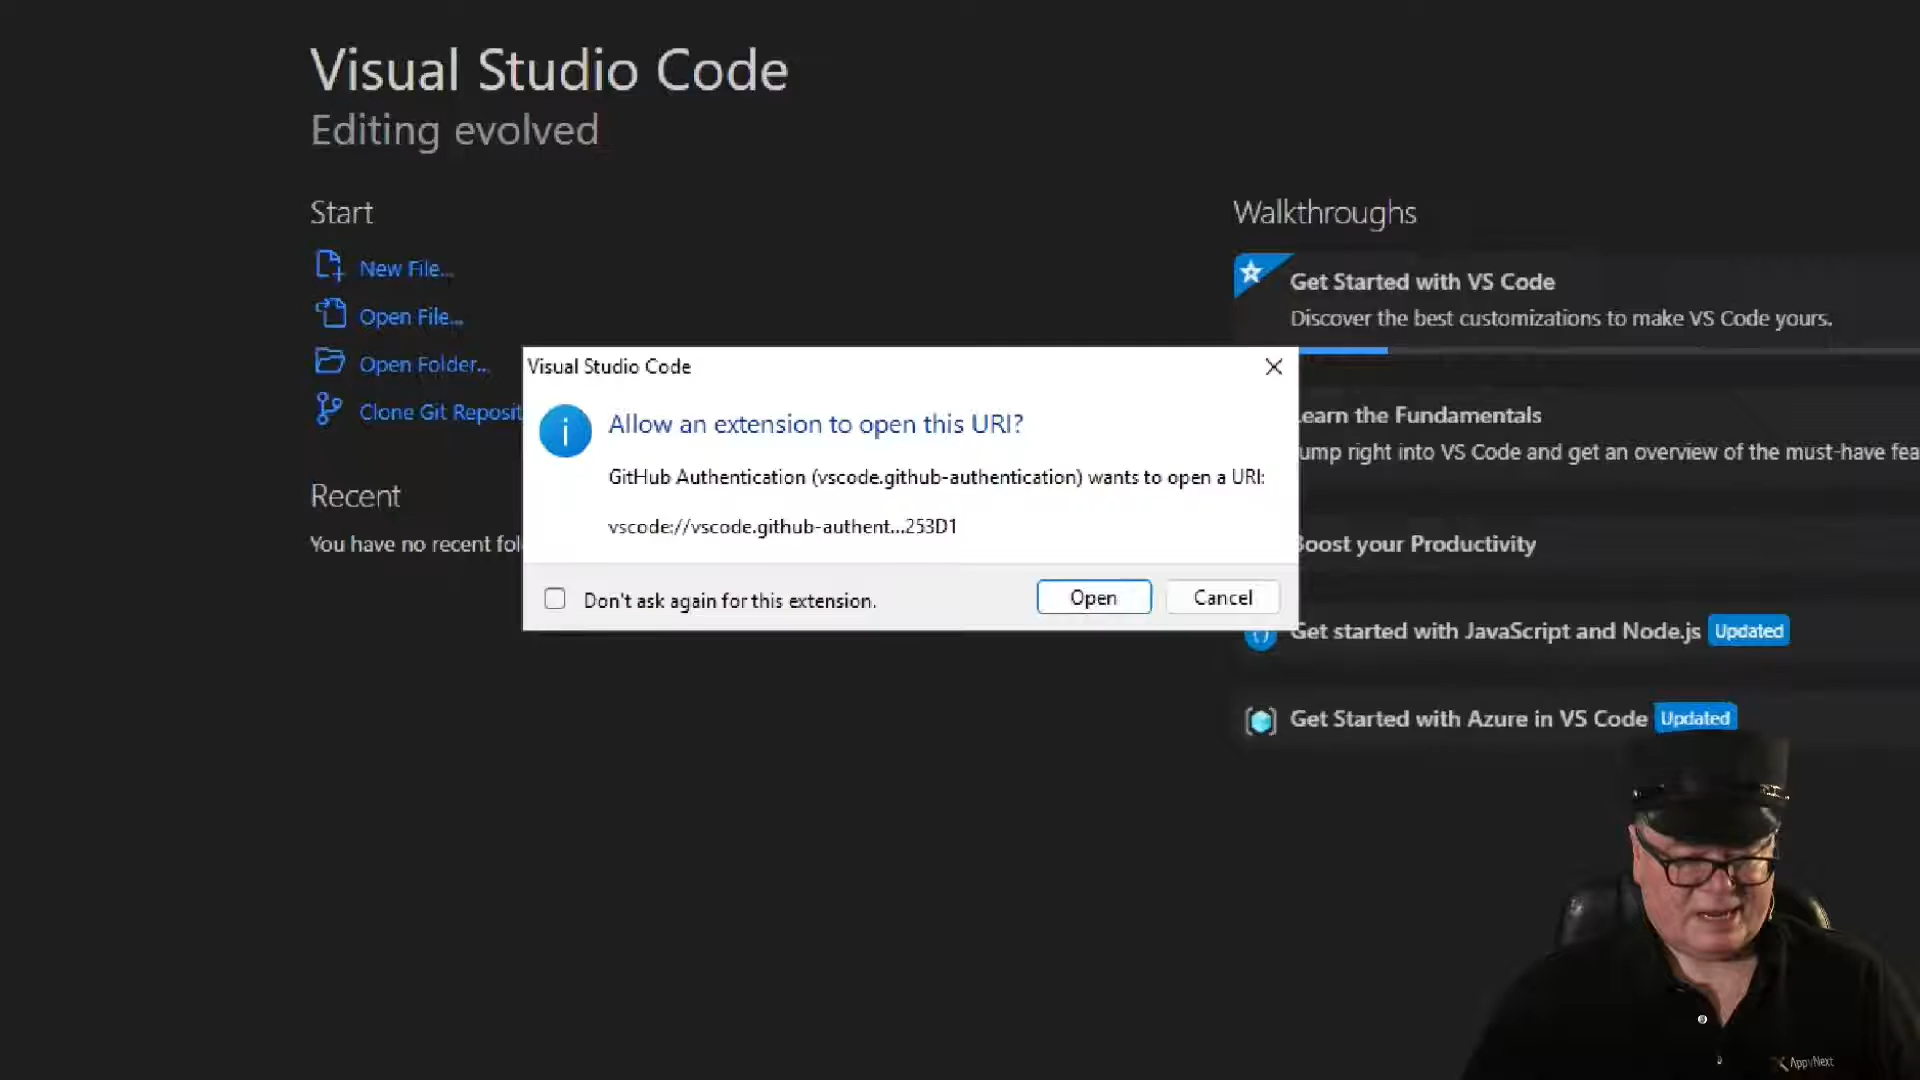 Visual Studio Code
Editing evolved
Start
New File...
Open File...
Open Folder...
Clone Git Reposit
Recent
You have no recent fol
Walkthroughs
Get Started with VS Code
Discover the best customizations to make VS Code yours.
earn the Fundamentals
ump right into VS Code and get an overview of the must-have fea
oost your Productivity
Get started with JavaScript and Node.js Updated
Get Started with Azure in VS Code Updated
Visual Studio Code
Allow an extension to open this URI?
GitHub Authentication (vscode.github-authentication) wants to open a URI:
vscode://vscode.github-authent...253D1
Don't ask again for this extension.
Open
Cancel
AppvNext